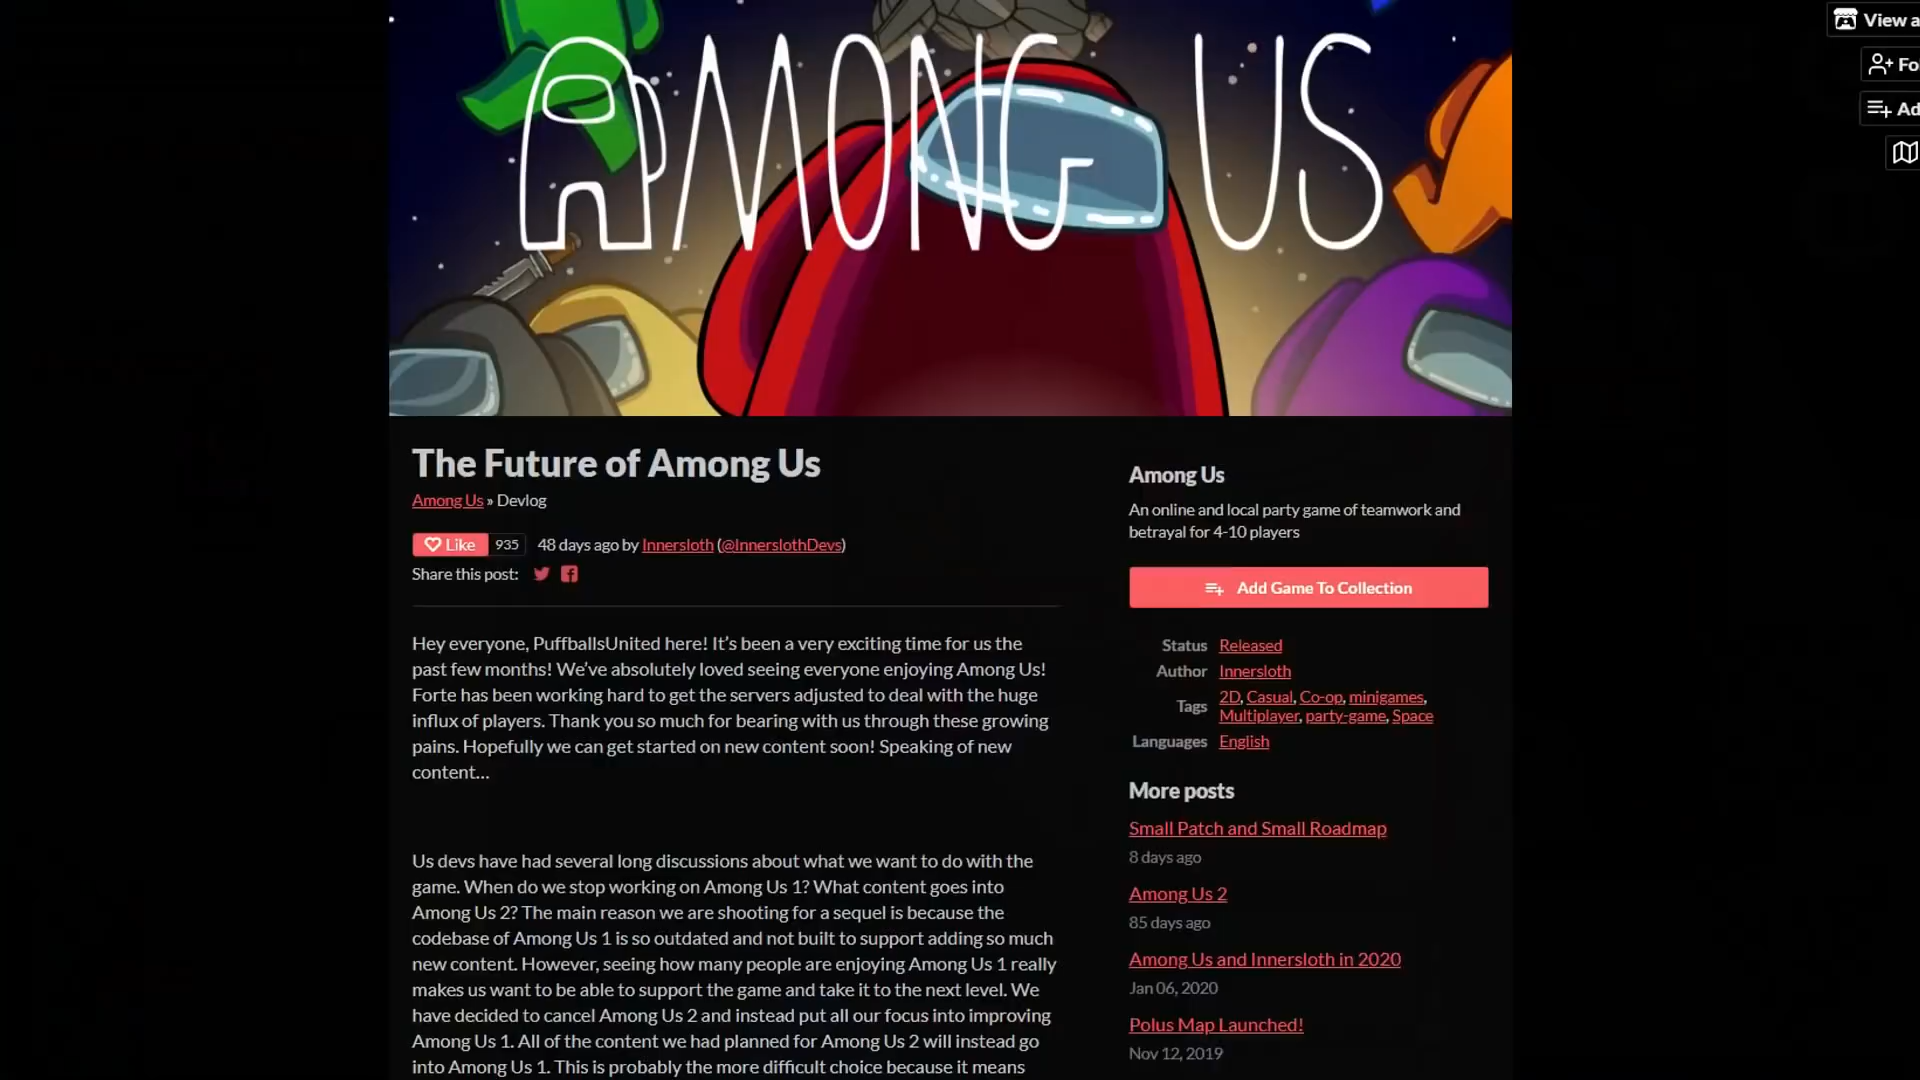 AMONG US
View a
Fo
Ad
The Future of Among Us
Among Us » Devlog
Like 935 48 days ago by Innersloth (@InnerslothDevs)
Share this post:
Hey everyone, PuffballsUnited here! It's been a very exciting time for us the
past few months! We've absolutely loved seeing everyone enjoying Among Us!
Forte has been working hard to get the servers adjusted to deal with the huge
influx of players. Thank you so much for bearing with us through these growing
pains. Hopefully we can get started on new content soon! Speaking of new
content...
Us devs have had several long discussions about what we want to do with the
game. When do we stop working on Among Us 1? What content goes into
Among Us 2? The main reason we are shooting for a sequel is because the
codebase of Among Us 1 is so outdated and not built to support adding so much
new content. However, seeing how many people are enjoying Among Us 1 really
makes us want to be able to support the game and take it to the next level. We
have decided to cancel Among Us 2 and instead put all our focus into improving
Among Us 1. All of the content we had planned for Among Us 2 will instead go
into Among Us 1. This is probably the more difficult choice because it means
Among Us
An online and local party game of teamwork and
betrayal for 4-10 players
Add Game To Collection
Status Released
Author Innersloth
Tags 2D, Casual, Co-op, minigames,
Multiplayer, party-game, Space
Languages English
More posts
Small Patch and Small Roadmap
8 days ago
Among Us 2
85 days ago
Among Us and Innersloth in 2020
Jan 06, 2020
Polus Map Launched!
Nov 12, 2019